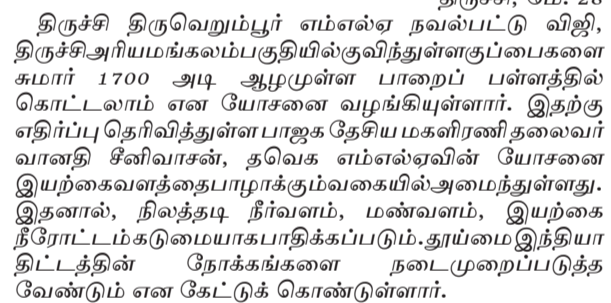 திருச்சி, மே. 28
திருச்சி திருவெறும்பூர் எம்எல்ஏ நவல்பட்டு விஜி,
திருச்சிஅரியமங்கலம்பகுதியில்குவிந்துள்ளகுப்பைகளை
சுமார் 1700 அடி ஆழமுள்ள பாறைப் பள்ளத்தில்
கொட்டலாம் என யோசனை வழங்கியுள்ளார். இதற்கு
எதிர்ப்பு தெரிவித்துள்ள பாஜக தேசிய மகளிரணி தலைவர்
வானதி சீனிவாசன், தவெக எம்எல்ஏவின் யோசனை
இயற்கைவளத்தைபாழாக்கும்வகையில்அமைந்துள்ளது.
இதனால், நிலத்தடி நீர்வளம், மண்வளம், இயற்கை
நீரோட்டம்கடுமையாகபாதிக்கப்படும்.தூய்மை இந்தியா
திட்டத்தின் நோக்கங்களை நடைமுறைப்படுத்த
வேண்டும் என கேட்டுக் கொண்டுள்ளார்.